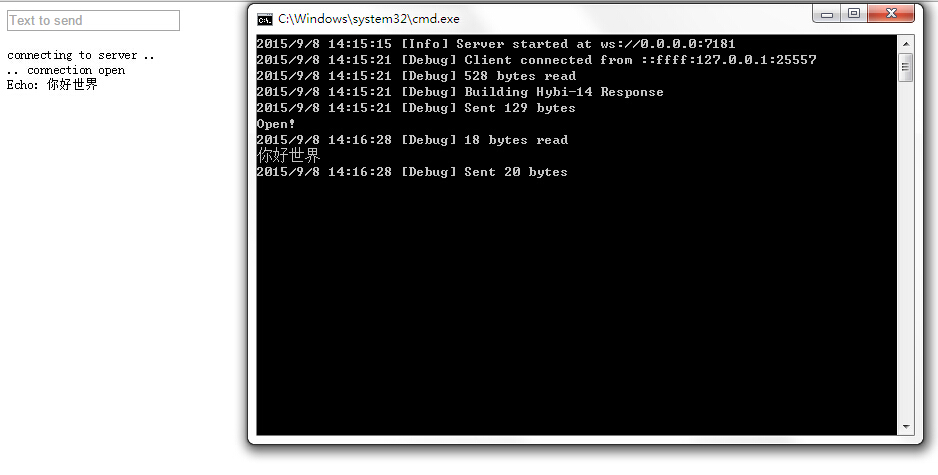 Text to send
connecting to server ..
.. connection open
Echo: 你好世界
C:\Windows\system32\cmd.exe
2015/9/8 14:15:15 [Info] Server started at ws://0.0.0.0:7181
2015/9/8 14:15:21 [Debug] Client connected from ::ffff:127.0.0.1:25557
2015/9/8 14:15:21 [Debug] 528 bytes read
2015/9/8 14:15:21 [Debug] Building Hybi-14 Response
2015/9/8 14:15:21 [Debug] Sent 129 bytes
Open!
2015/9/8 14:16:28 [Debug] 18 bytes read
你好世界
2015/9/8 14:16:28 [Debug] Sent 20 bytes